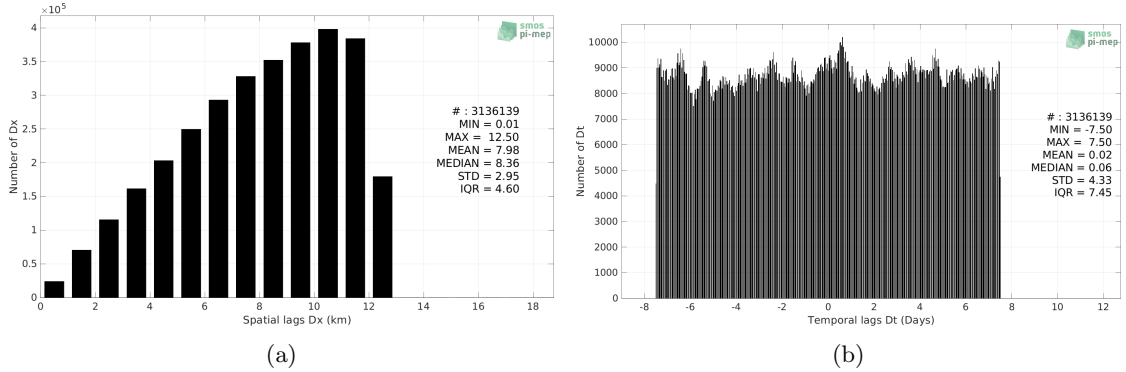 ×10⁵
4
3.5
3
2.5
2
1.5
1
0.5
0
Number of Dx
0 2 4 6 8 10 12 14 16 18
Spatial lags Dx (km)
smos
pi-mep
# : 3136139
MIN = 0.01
MAX = 12.50
MEAN = 7.98
MEDIAN = 8.36
STD = 2.95
IQR = 4.60
(a)
10000
9000
8000
7000
6000
5000
4000
3000
2000
1000
0
Number of Dt
-8 -6 -4 -2 0 2 4 6 8 10 12
Temporal lags Dt (Days)
smos
pi-mep
# : 3136139
MIN = -7.50
MAX = 7.50
MEAN = 0.02
MEDIAN = 0.06
STD = 4.33
IQR = 7.45
(b)